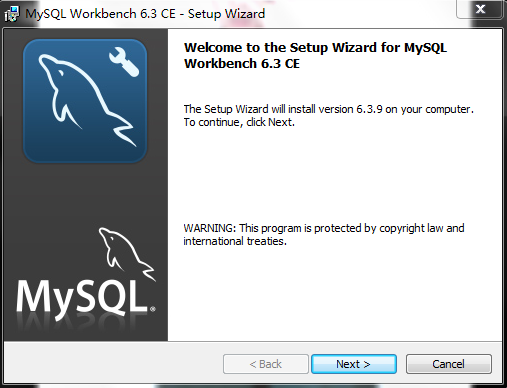 MySQL Workbench 6.3 CE - Setup Wizard
Welcome to the Setup Wizard for MySQL
Workbench 6.3 CE
The Setup Wizard will install version 6.3.9 on your computer.
To continue, click Next.
WARNING: This program is protected by copyright law and
international treaties.
MySQL®
< Back
Next >
Cancel